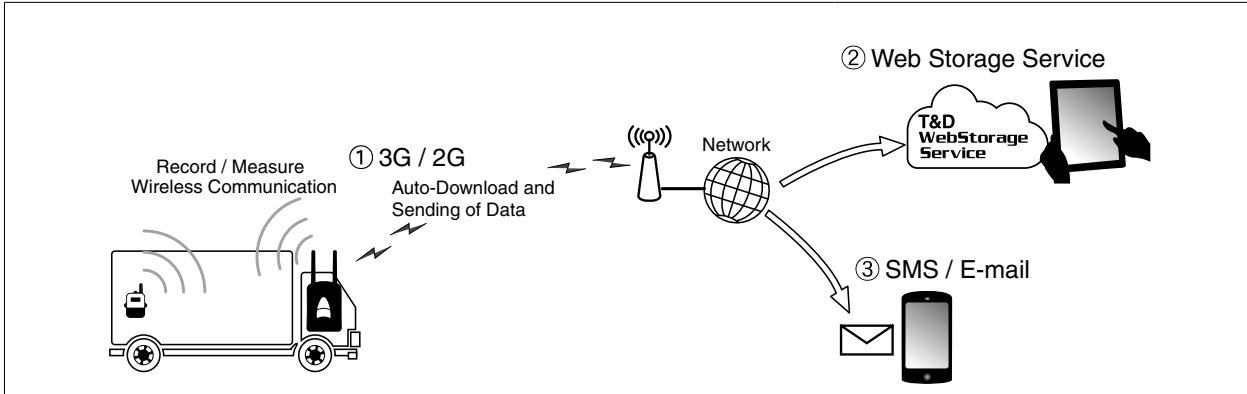 ② Web Storage Service
T&D
WebStorage
Service
Network
① 3G / 2G
Record / Measure
Wireless Communication
Auto-Download and
Sending of Data
③ SMS / E-mail